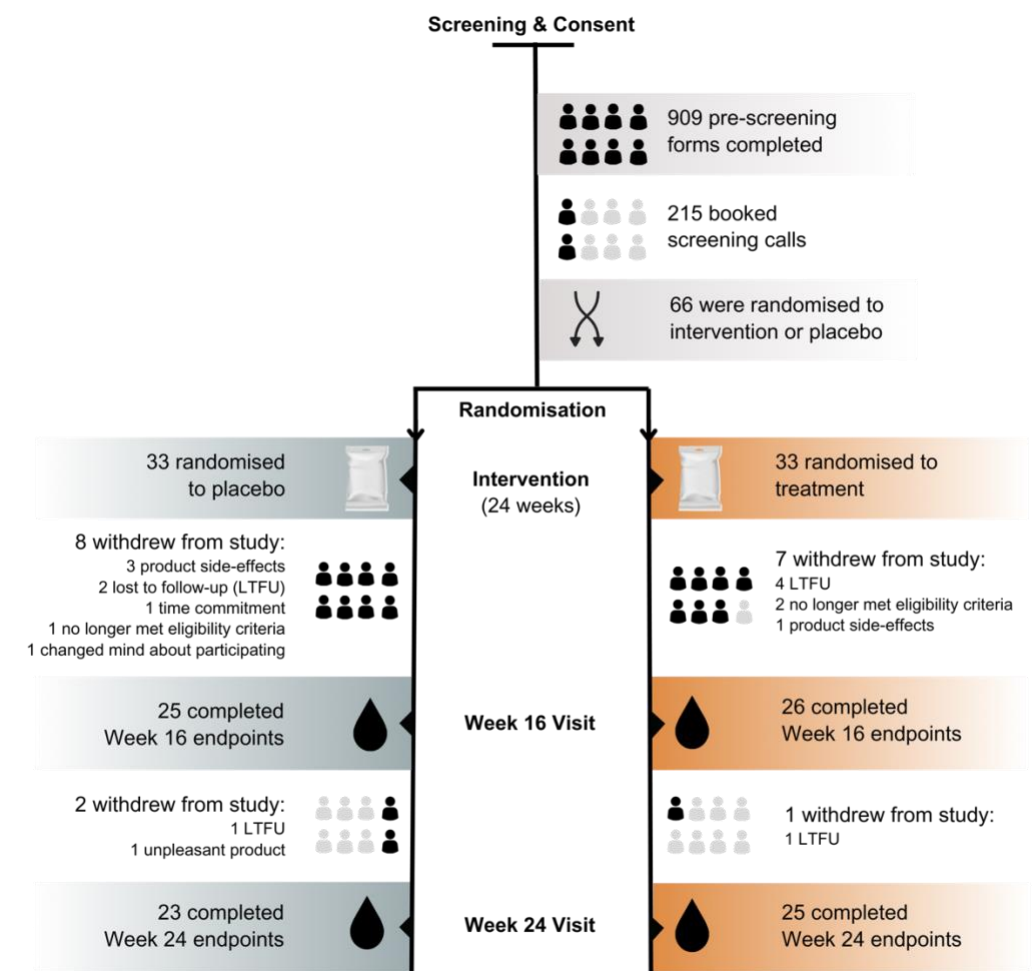 Screening & Consent
909 pre-screening
forms completed
215 booked
screening calls
66 were randomised to
intervention or placebo
Randomisation
33 randomised
to placebo
Intervention
(24 weeks)
33 randomised to
treatment
8 withdrew from study:
3 product side-effects
2 lost to follow-up (LTFU)
1 time commitment
1 no longer met eligibility criteria
1 changed mind about participating
7 withdrew from study:
4 LTFU
2 no longer met eligibility criteria
1 product side-effects
25 completed
Week 16 endpoints
Week 16 Visit
26 completed
Week 16 endpoints
2 withdrew from study:
1 LTFU
1 unpleasant product
1 withdrew from study:
1 LTFU
23 completed
Week 24 endpoints
Week 24 Visit
25 completed
Week 24 endpoints